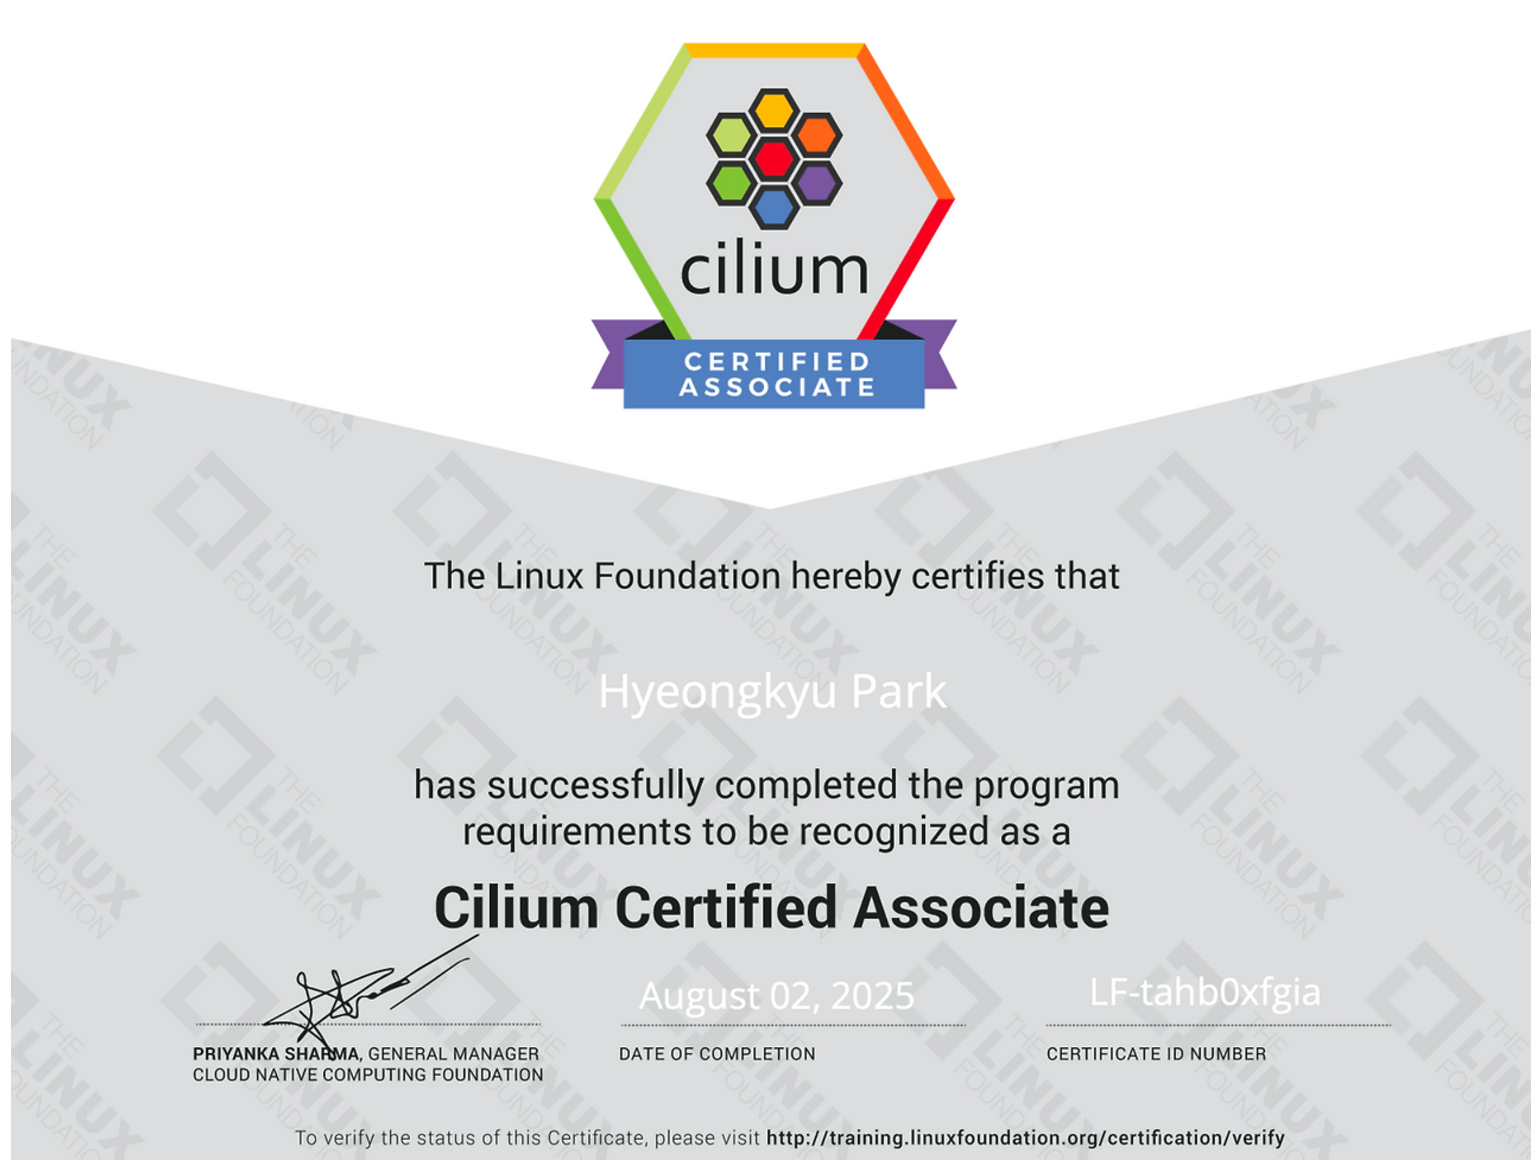 cilium
CERTIFIED
ASSOCIATE
The Linux Foundation hereby certifies that
Hyeongkyu Park
has successfully completed the program
requirements to be recognized as a
Cilium Certified Associate
August 02, 2025
LF-tahb0xfgia
PRIYANKA SHARMA, GENERAL MANAGER
CLOUD NATIVE COMPUTING FOUNDATION
DATE OF COMPLETION
CERTIFICATE ID NUMBER
To verify the status of this Certificate, please visit http://training.linuxfoundation.org/certification/verify
THE
LINUX
FOUNDATION